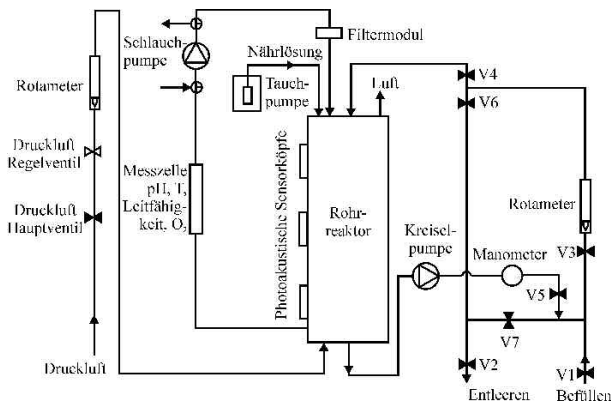 Schlauch-
pumpe
Filtermodul
Nährlösung
Tauch-
pumpe
Luft
V4
V6
Rotameter
Druckluft
Regelventil
Druckluft
Hauptventil
Messzelle
pH, T,
Leitfähig-
keit, O2
Photoakustische Sensorköpfe
Rohr-
reaktor
Kreisel-
pumpe
Manometer
Rotameter
V3
V5
V7
V2
V1
Druckluft
Entleeren
Befüllen